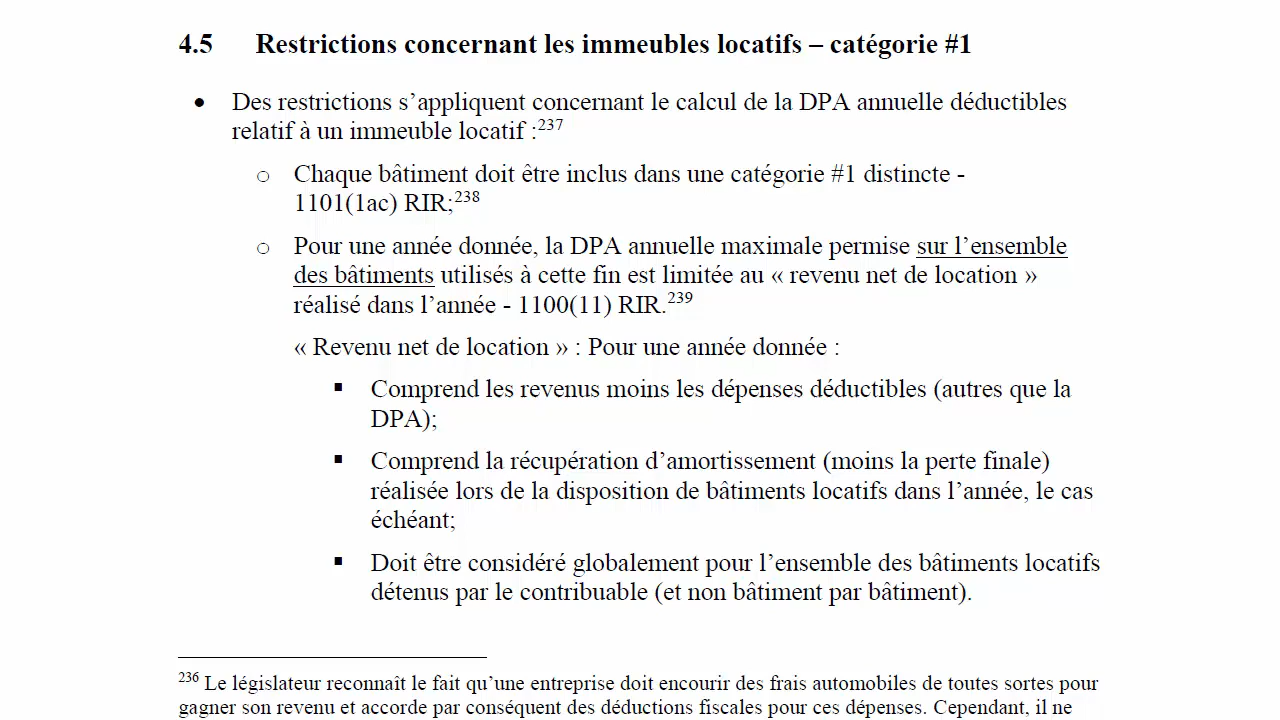 4.5 Restrictions concernant les immeubles locatifs – catégorie #1
• Des restrictions s’appliquent concernant le calcul de la DPA annuelle déductibles
relatif à un immeuble locatif :237
o Chaque bâtiment doit être inclus dans une catégorie #1 distincte -
1101(1ac) RIR;238
o Pour une année donnée, la DPA annuelle maximale permise sur l’ensemble
des bâtiments utilisés à cette fin est limitée au « revenu net de location »
réalisé dans l’année - 1100(11) RIR.239
« Revenu net de location » : Pour une année donnée :
▪ Comprend les revenus moins les dépenses déductibles (autres que la
DPA);
▪ Comprend la récupération d’amortissement (moins la perte finale)
réalisée lors de la disposition de bâtiments locatifs dans l’année, le cas
échéant;
▪ Doit être considéré globalement pour l’ensemble des bâtiments locatifs
détenus par le contribuable (et non bâtiment par bâtiment).
236 Le législateur reconnaît le fait qu’une entreprise doit encourir des frais automobiles de toutes sortes pour
gagner son revenu et accorde par conséquent des déductions fiscales pour ces dépenses. Cependant, il ne